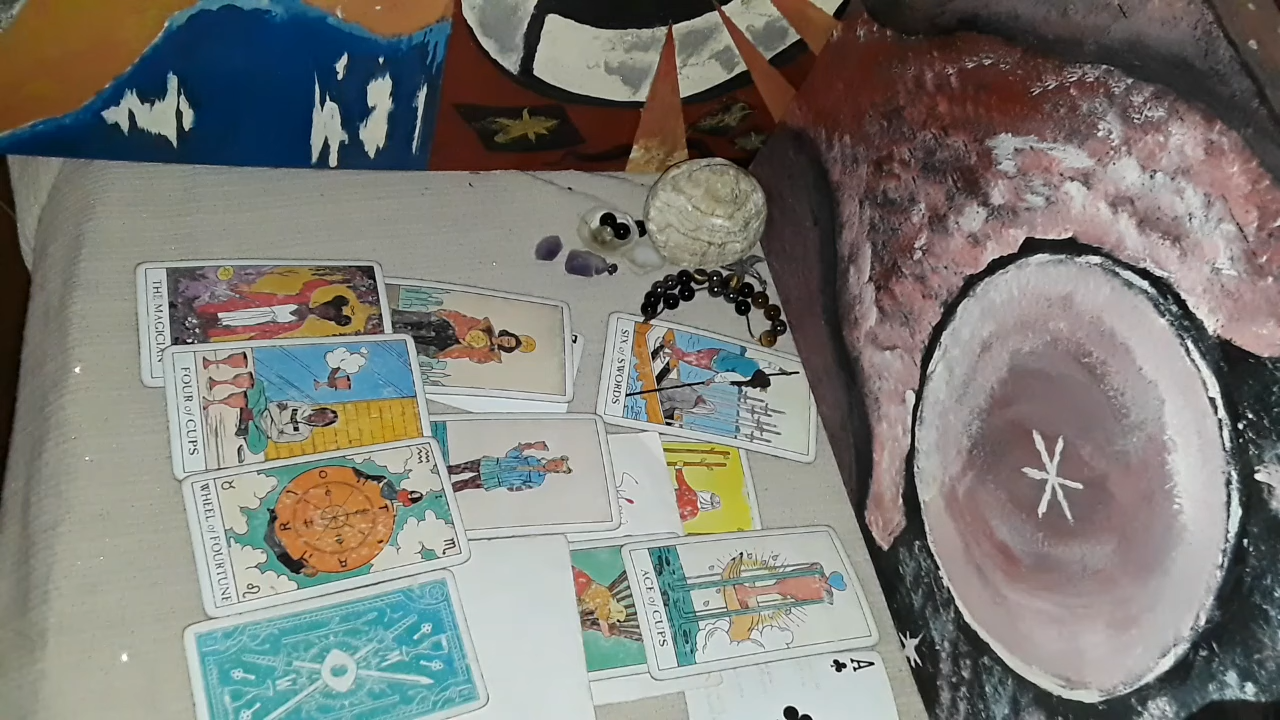 THE MAGICIAN
FOUR of CUPS
WHEEL of FOURTUNE
SIX of SWORDS
ACE of CUPS
A